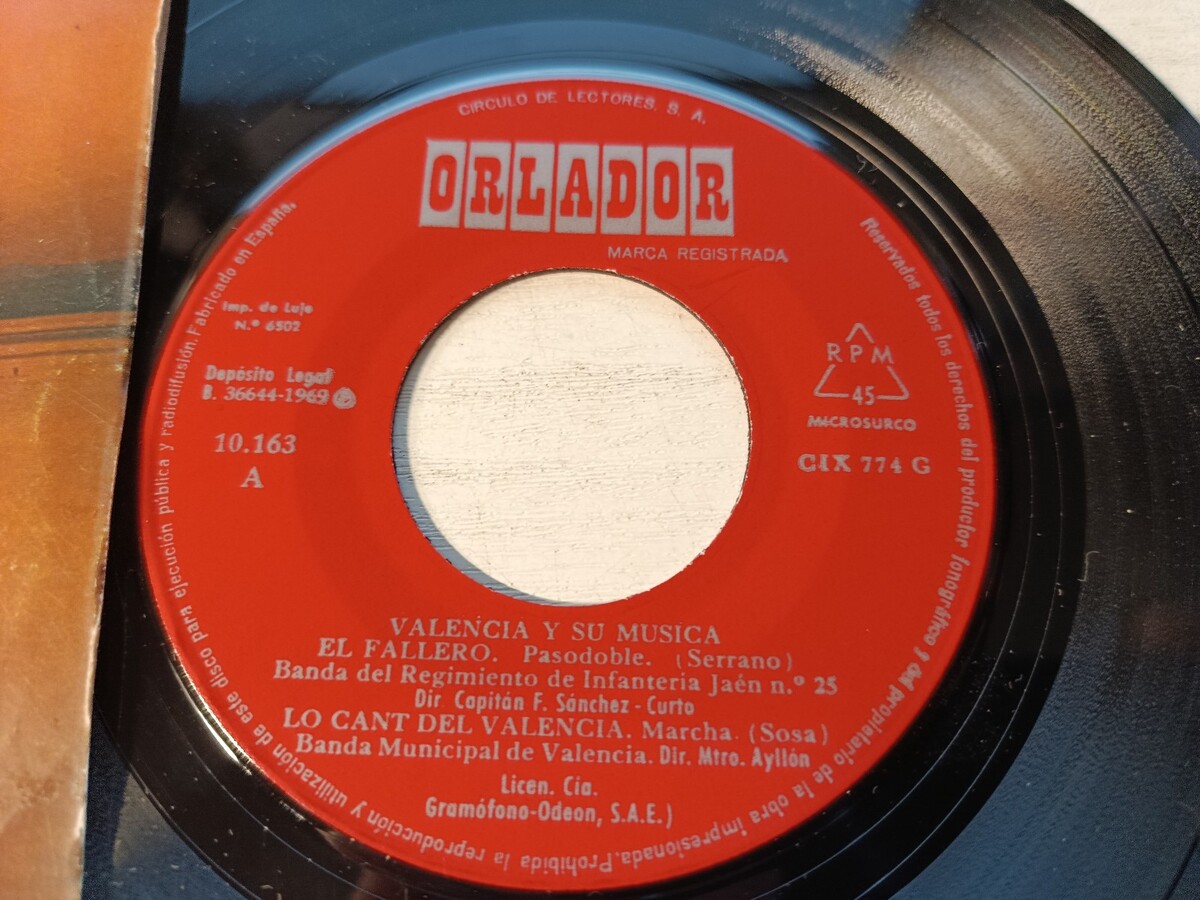 CIRCULO DE LECTORES, S. A.
ORLADOR
MARCA REGISTRADA
Imp. de Lujo
N.º 6502
Depósito Legal
B. 36644-1969
10.163
A
RPM
45
MICROSURCO
CIX 774 G
VALENCIA Y SU MUSICA
EL FALLERO. Pasodoble. (Serrano)
Banda del Regimiento de Infanteria Jaén n.º 25
Dir Capitán F. Sánchez - Curto
LO CANT DEL VALENCIA. Marcha. (Sosa)
Banda Municipal de Valencia. Dir. Mtro. Ayllón
Licen. Cía.
Gramófono-Odeon, S.A.E.)
Reservados todos los derechos del productor fonográfico y del propietario de la obra impresionada. Prohibida la reproducción y utilización de este disco para ejecución pública y radiodifusión. Fabricado en España.